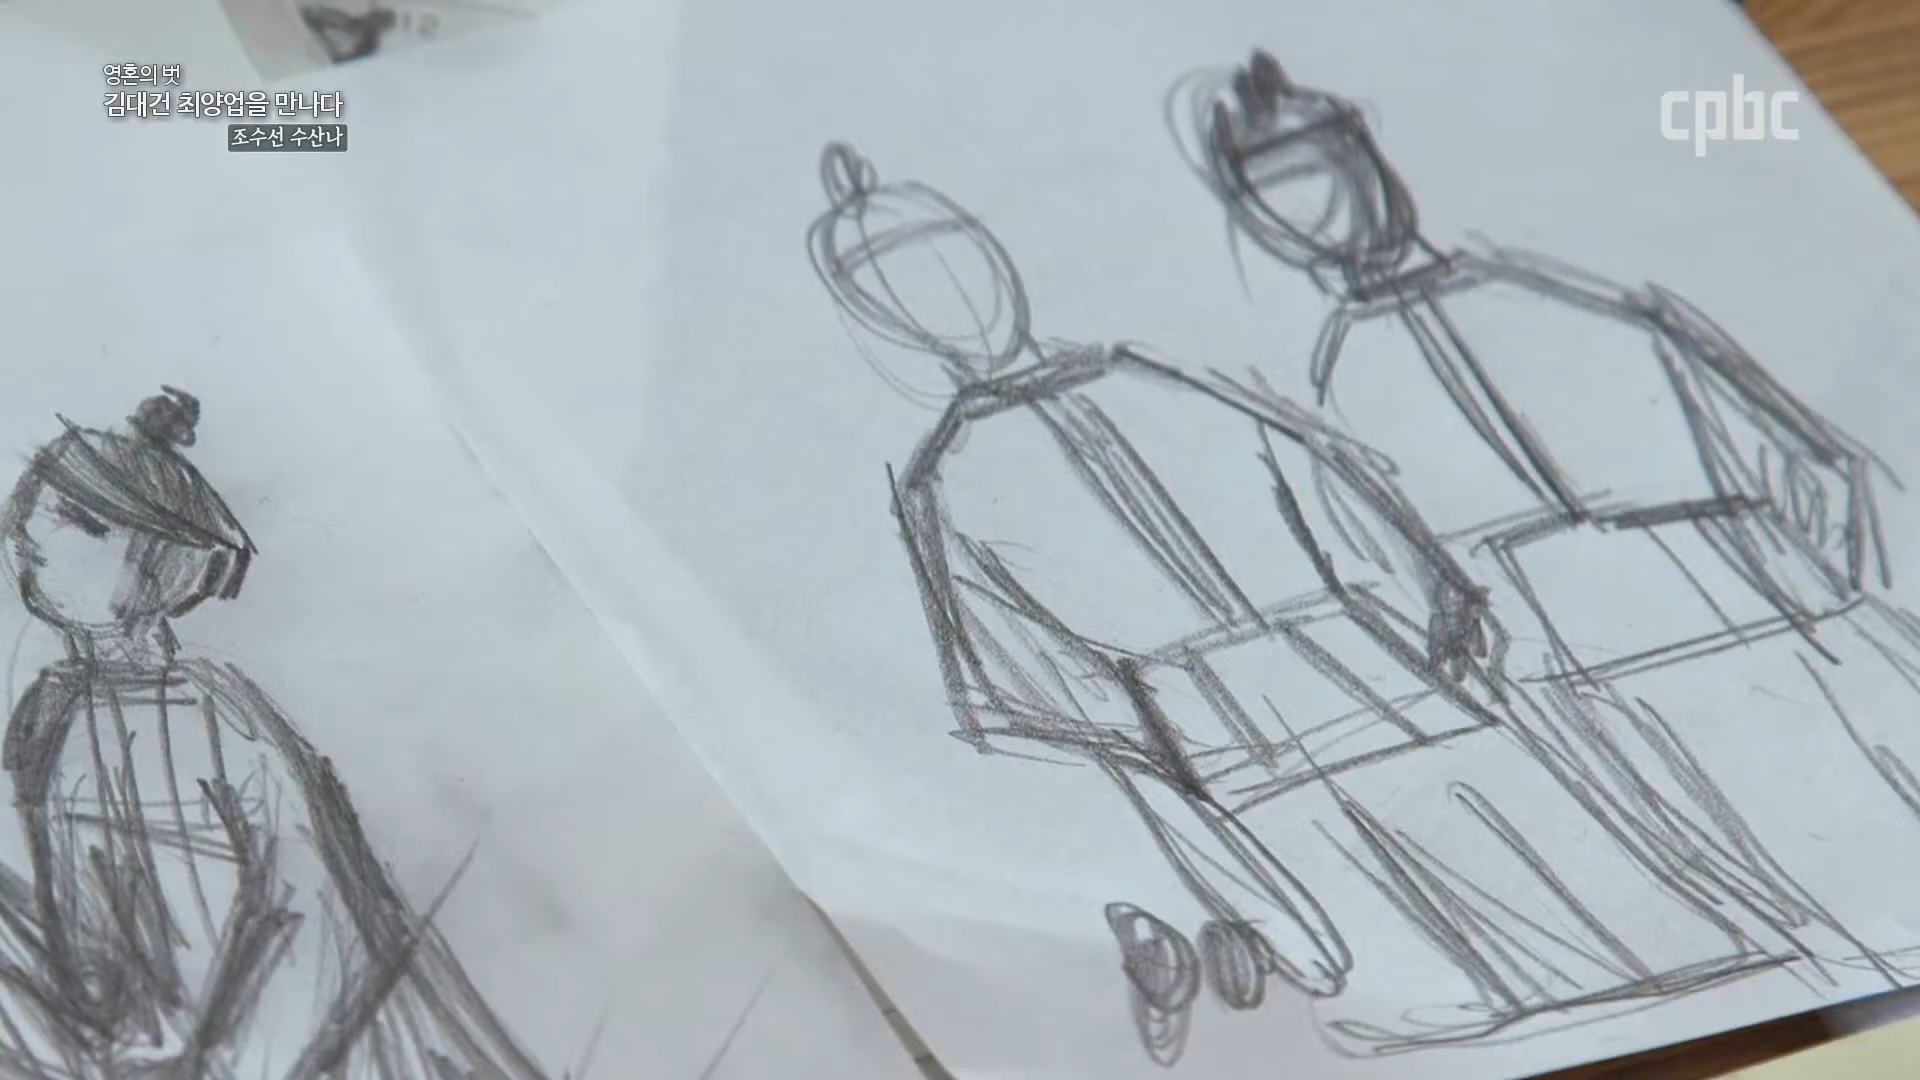 영혼의 벗
김대건 최양업을 만나다
조수선 수산나
cpbc
12